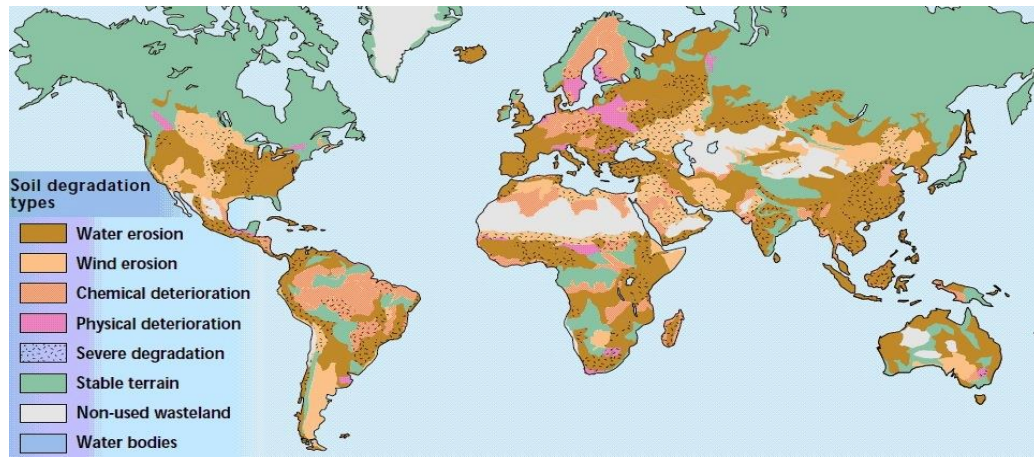 Soil degradation
types
Water erosion
Wind erosion
Chemical deterioration
Physical deterioration
Severe degradation
Stable terrain
Non-used wasteland
Water bodies